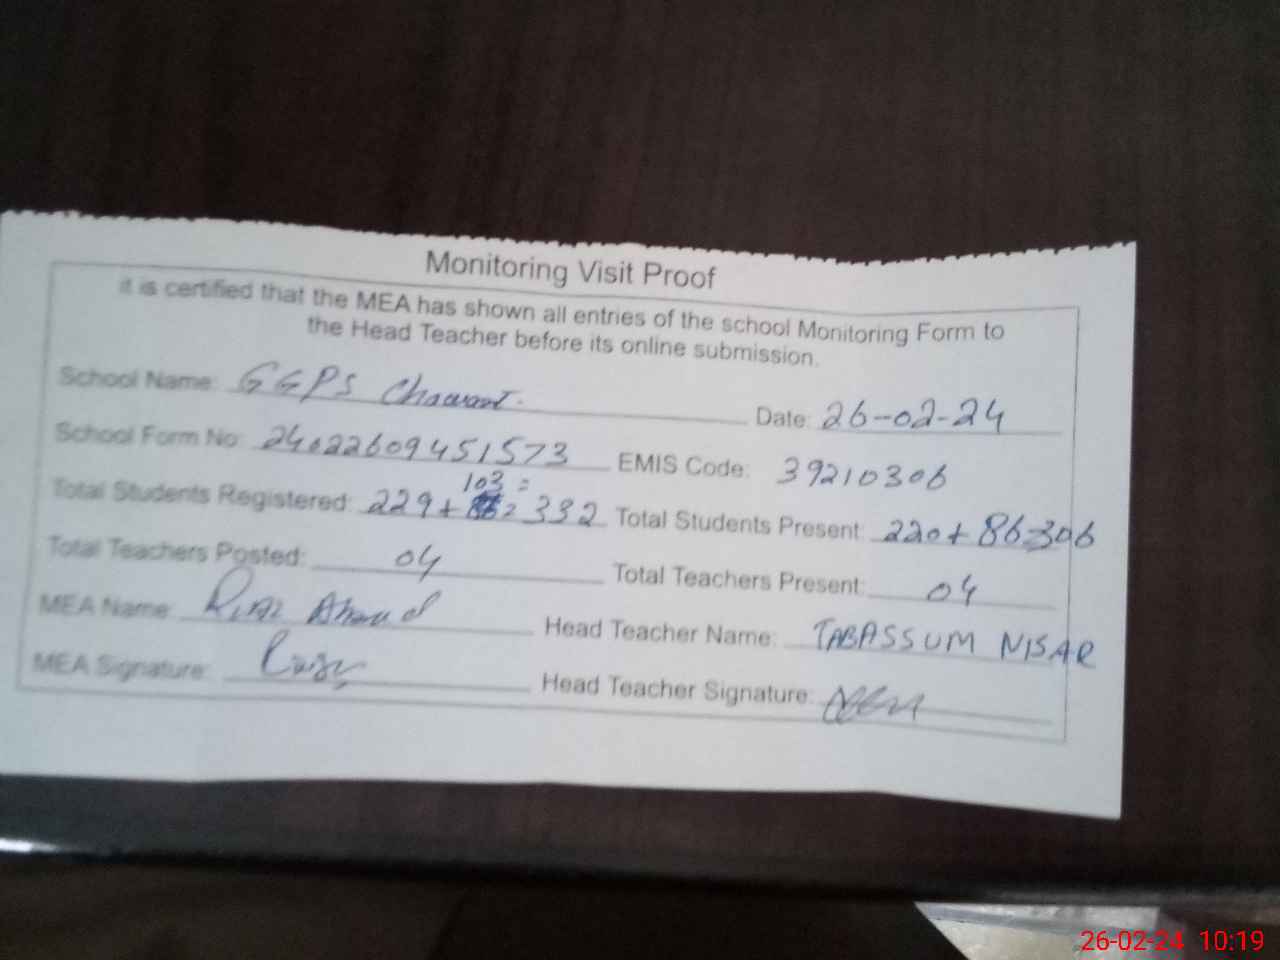 Monitoring Visit Proof
it is certified that the MEA has shown all entries of the school Monitoring Form to
the Head Teacher before its online submission.
School Name: GGPS Date: 26-02-24
School Form No: 24022609451573 EMIS Code: 39210306
103 =
Total Students Registered: 229+ = 332 Total Students Present: 220+86=306
Total Teachers Posted: 04 Total Teachers Present: 04
MEA Name: Riaz Ahmed Head Teacher Name: TABASSUM NISAR
MEA Signature: Head Teacher Signature:
26-02-24 10:19